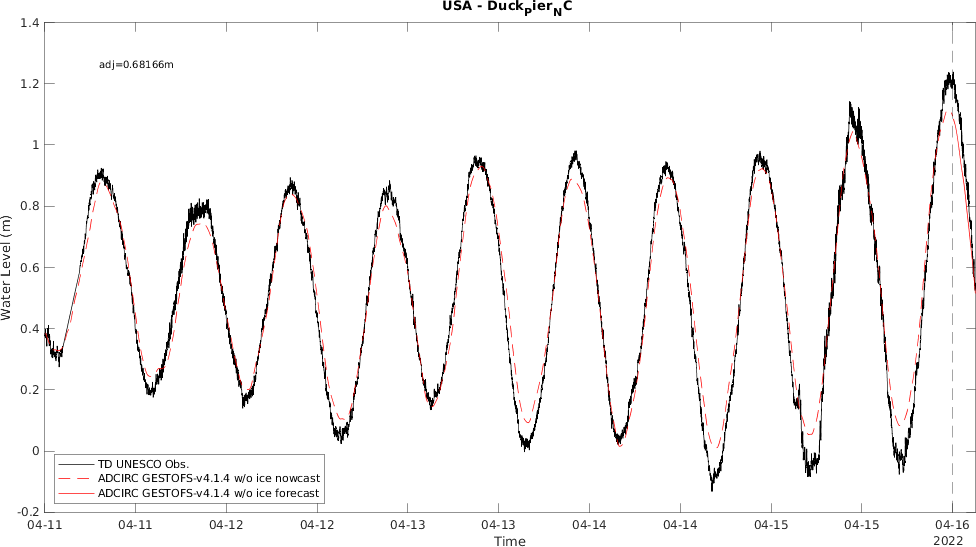 USA - Duck_Pier_NC
1.4
1.2
1
0.8
0.6
0.4
0.2
0
-0.2
Water Level (m)
adj=0.68166m
TD UNESCO Obs.
ADCIRC GESTOFS-v4.1.4 w/o ice nowcast
ADCIRC GESTOFS-v4.1.4 w/o ice forecast
04-11 04-11 04-12 04-12 04-13 04-13 04-14 04-14 04-15 04-15 04-16
Time
2022